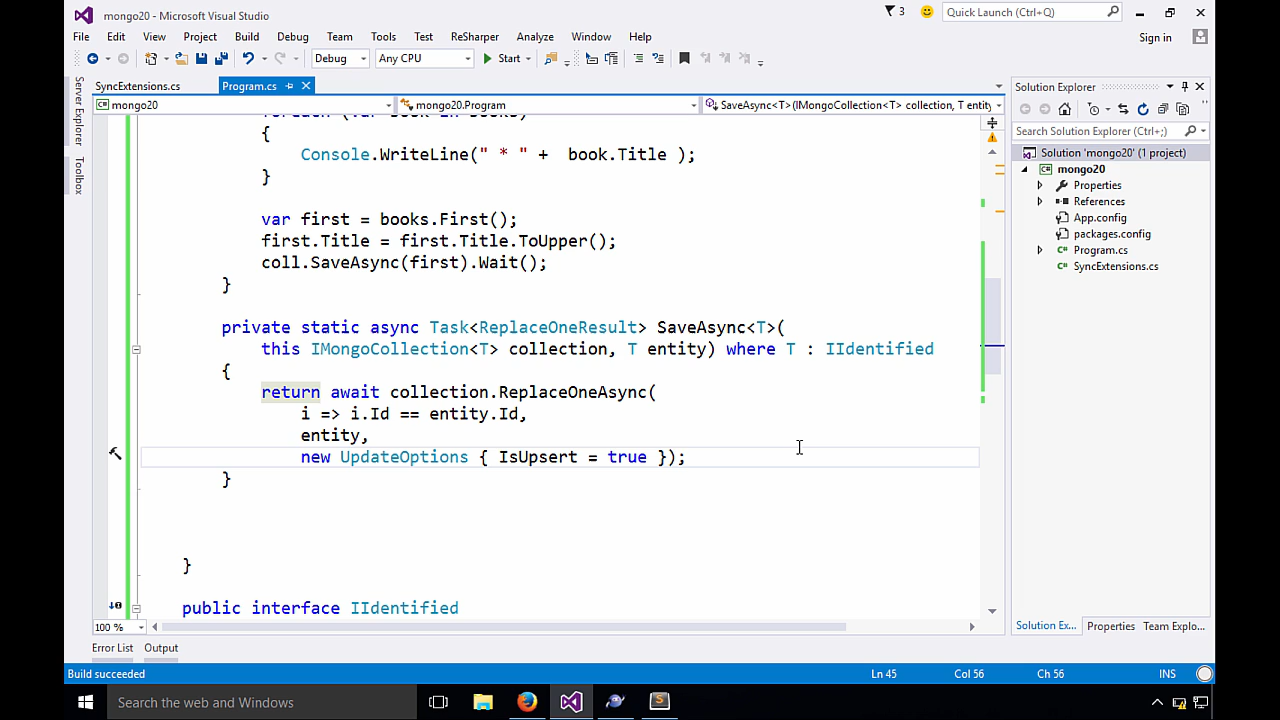 mongo20 - Microsoft Visual Studio
3
Quick Launch (Ctrl+Q)
File Edit View Project Build Debug Team Tools Test ReSharper Analyze Window Help
Sign in
Debug Any CPU Start
SyncExtensions.cs Program.cs
mongo20 mongo20.Program SaveAsync<T>(IMongoCollection<T> collection, T entity
foreach (var book in books)
{
Console.WriteLine(" * " +  book.Title );
}
var first = books.First();
first.Title = first.Title.ToUpper();
coll.SaveAsync(first).Wait();
}
private static async Task<ReplaceOneResult> SaveAsync<T>(
this IMongoCollection<T> collection, T entity) where T : IIdentified
{
return await collection.ReplaceOneAsync(
i => i.Id == entity.Id,
entity,
new UpdateOptions { IsUpsert = true });
}
}
public interface IIdentified
100 %
Server Explorer
Toolbox
Solution Explorer
Search Solution Explorer (Ctrl+;)
Solution 'mongo20' (1 project)
mongo20
Properties
References
App.config
packages.config
Program.cs
SyncExtensions.cs
Solution Ex... Properties Team Explo...
Error List Output
Build succeeded Ln 45 Col 56 Ch 56 INS
Search the web and Windows